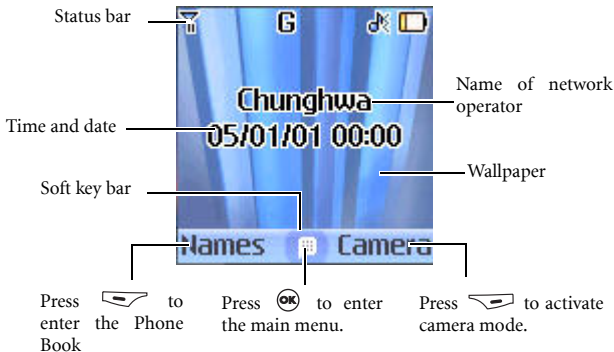 Status bar
G
Chunghwa
Name of network
operator
Time and date
05/01/01 00:00
Wallpaper
Soft key bar
Names
Camera
Press to
enter the Phone
Book
Press OK to enter
the main menu.
Press to activate
camera mode.